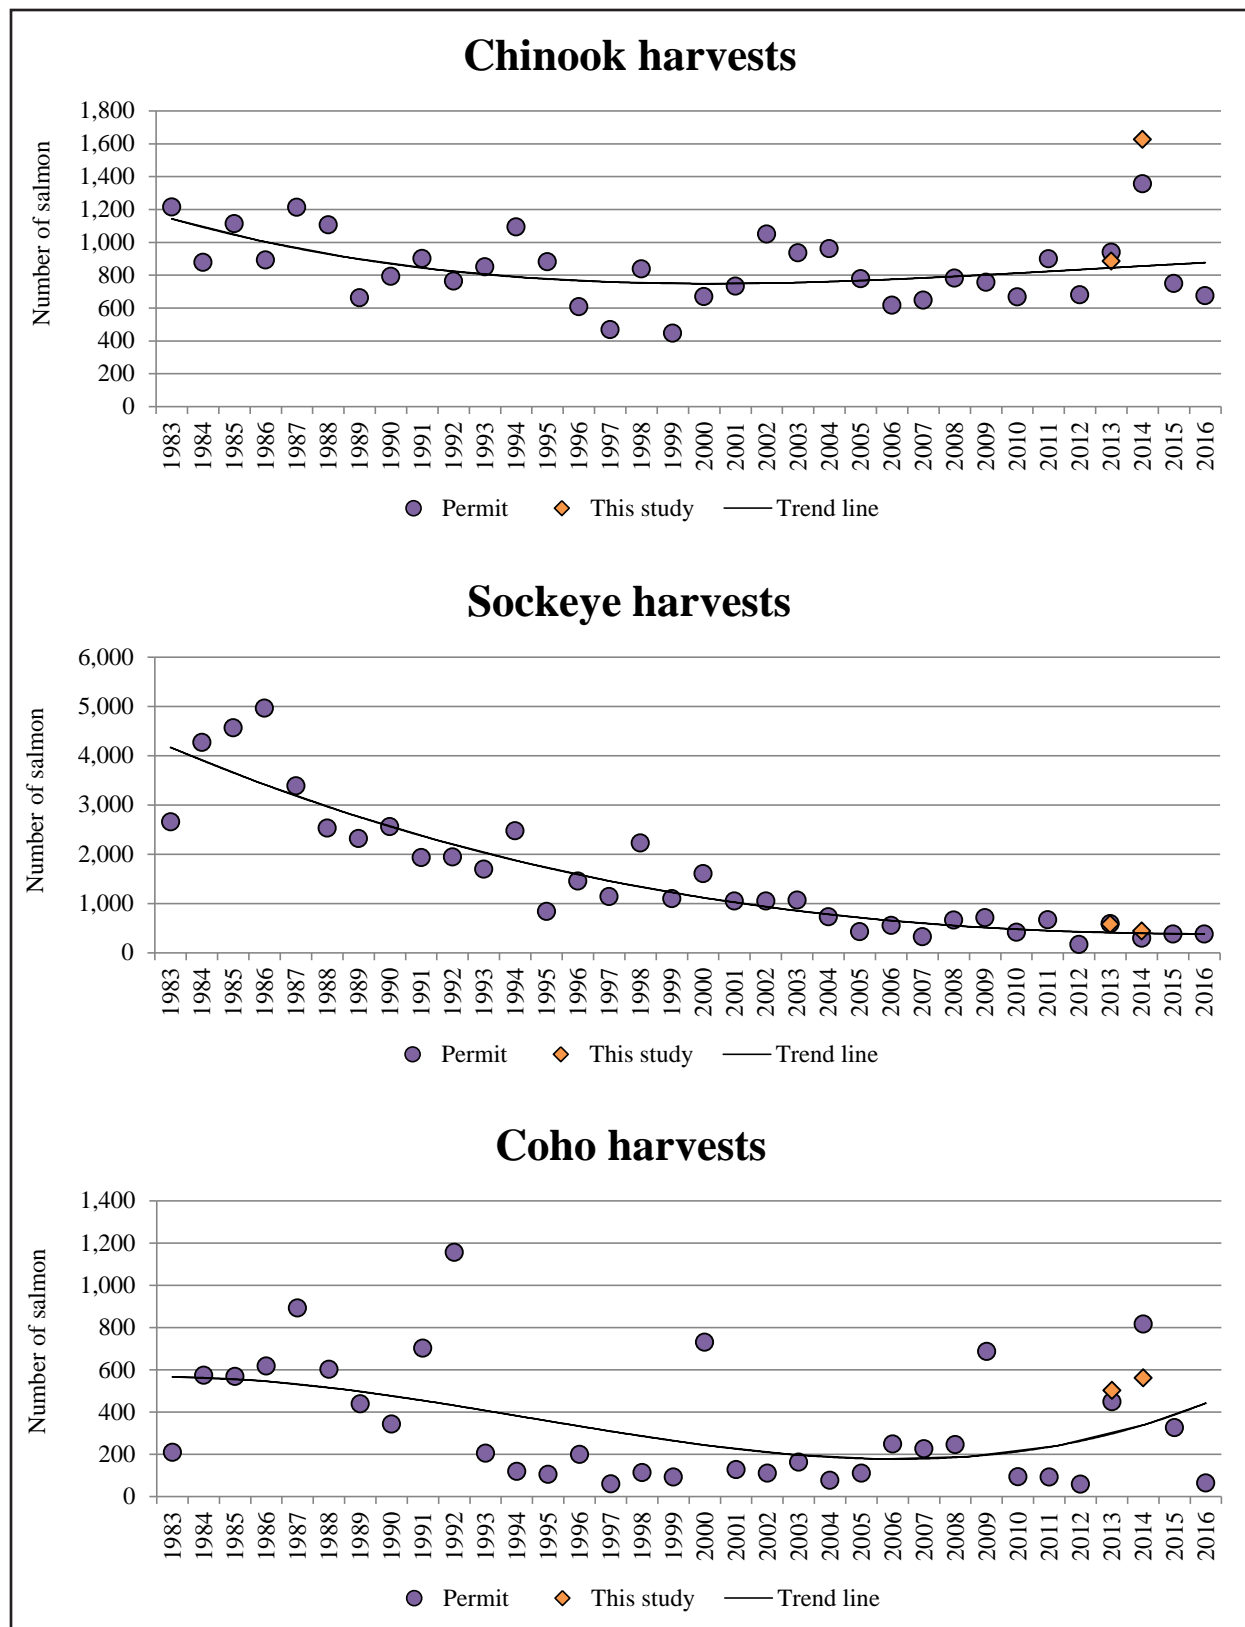 Chinook harvests
Number of salmon
1,800
1,600
1,400
1,200
1,000
800
600
400
200
0
1983 1984 1985 1986 1987 1988 1989 1990 1991 1992 1993 1994 1995 1996 1997 1998 1999 2000 2001 2002 2003 2004 2005 2006 2007 2008 2009 2010 2011 2012 2013 2014 2015 2016
Permit This study Trend line
Sockeye harvests
Number of salmon
6,000
5,000
4,000
3,000
2,000
1,000
0
1983 1984 1985 1986 1987 1988 1989 1990 1991 1992 1993 1994 1995 1996 1997 1998 1999 2000 2001 2002 2003 2004 2005 2006 2007 2008 2009 2010 2011 2012 2013 2014 2015 2016
Permit This study Trend line
Coho harvests
Number of salmon
1,400
1,200
1,000
800
600
400
200
0
1983 1984 1985 1986 1987 1988 1989 1990 1991 1992 1993 1994 1995 1996 1997 1998 1999 2000 2001 2002 2003 2004 2005 2006 2007 2008 2009 2010 2011 2012 2013 2014 2015 2016
Permit This study Trend line